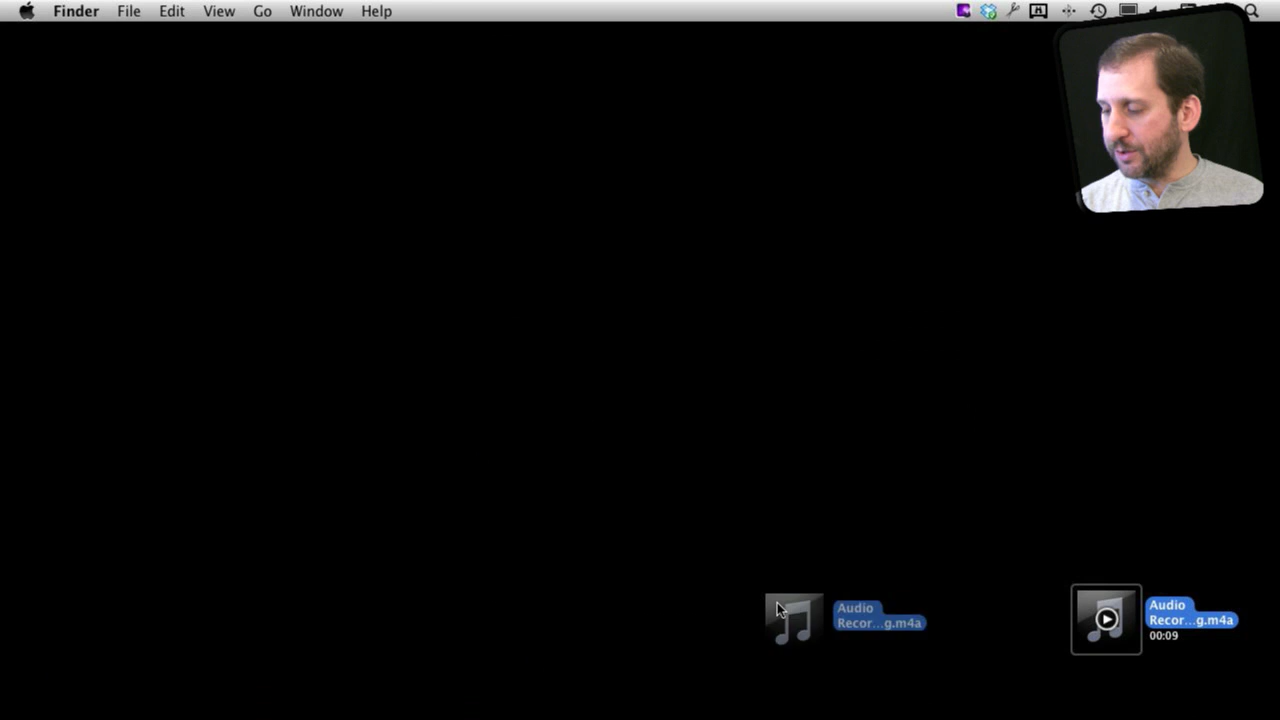 Finder File Edit View Go Window Help
Audio
Recor...g.m4a
Audio
Recor...g.m4a
00:09